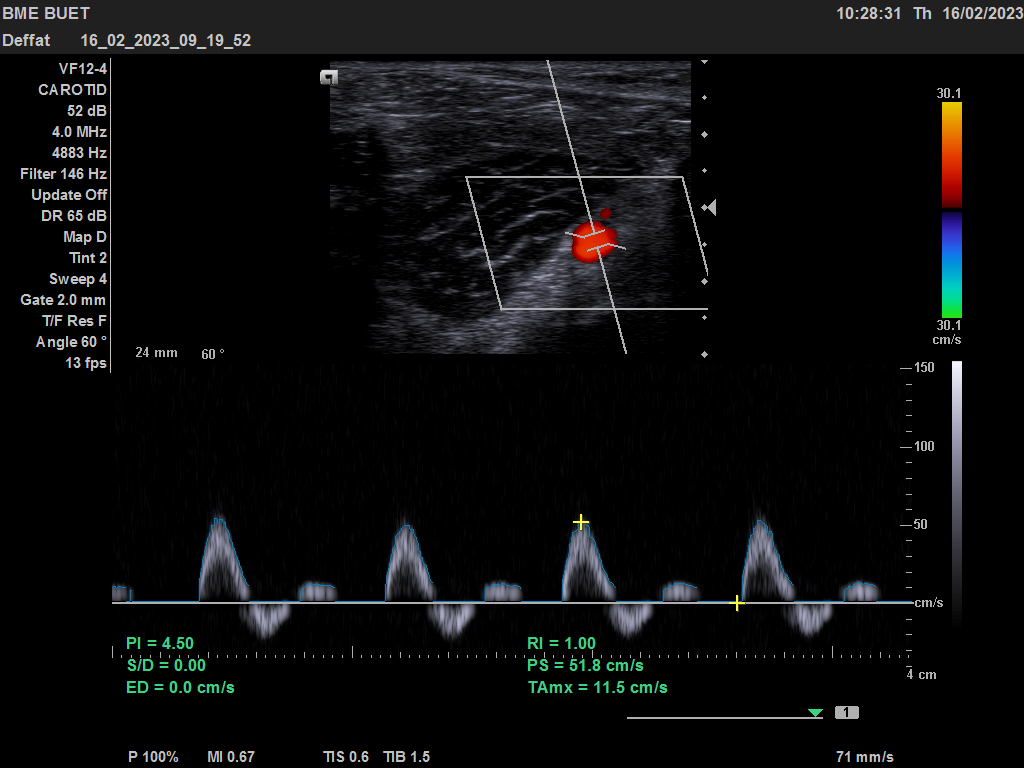 BME BUET 10:28:31 Th 16/02/2023
Deffat 16_02_2023_09_19_52
VF12-4
CAROTID
52 dB
4.0 MHz
4883 Hz
Filter 146 Hz
Update Off
DR 65 dB
Map D
Tint 2
Sweep 4
Gate 2.0 mm
T/F Res F
Angle 60 °
13 fps
24 mm 60 °
30.1
30.1
cm/s
150
100
50
cm/s
4 cm
PI = 4.50 RI = 1.00
S/D = 0.00 PS = 51.8 cm/s
ED = 0.0 cm/s TAmx = 11.5 cm/s
1
P 100% MI 0.67 TIS 0.6 TIB 1.5 71 mm/s